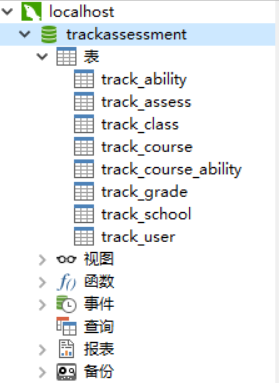 localhost
trackassessment
表
track_ability
track_assess
track_class
track_course
track_course_ability
track_grade
track_school
track_user
视图
f() 函数
事件
查询
报表
备份